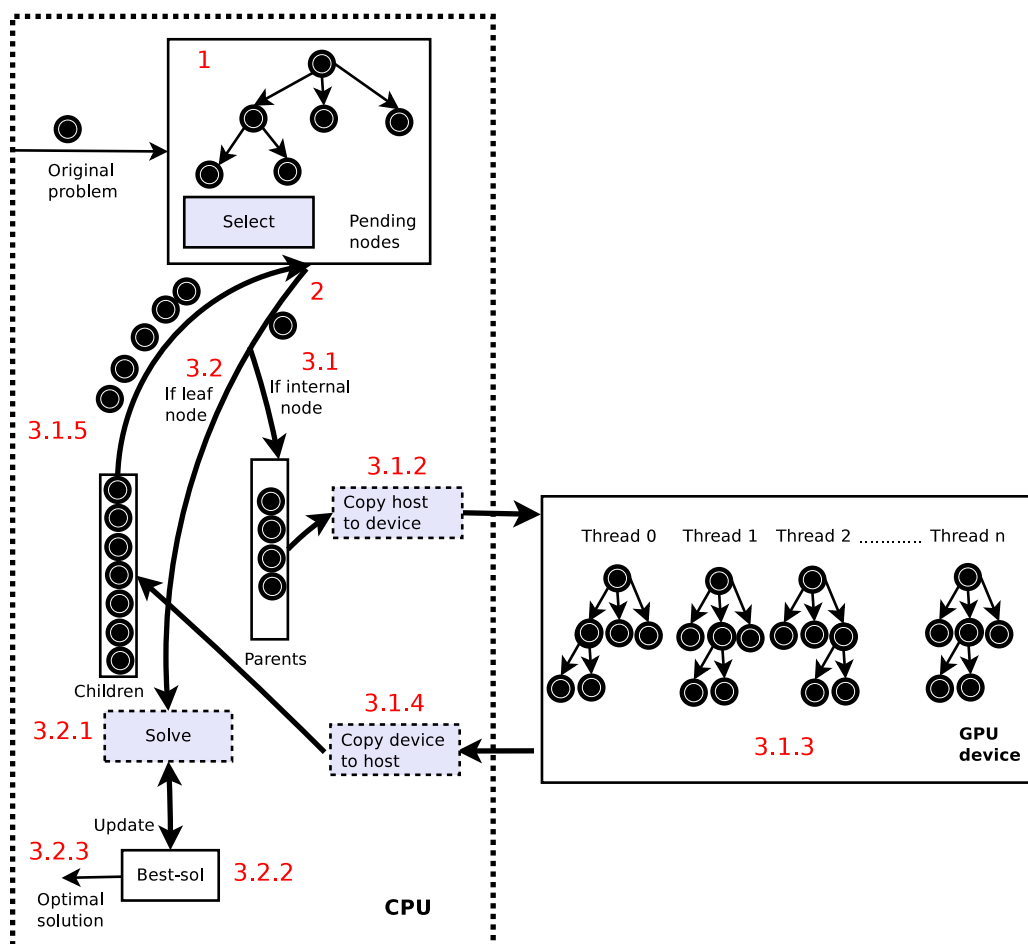 1
Original
problem
Select
Pending
nodes
2
3.2
If leaf
node
3.1
If internal
node
3.1.5
3.1.2
Copy host
to device
Thread 0
Thread 1
Thread 2
............
Thread n
Parents
Children
3.1.4
Copy device
to host
3.1.3
GPU
device
3.2.1
Solve
Update
3.2.3
Best-sol
3.2.2
Optimal
solution
CPU